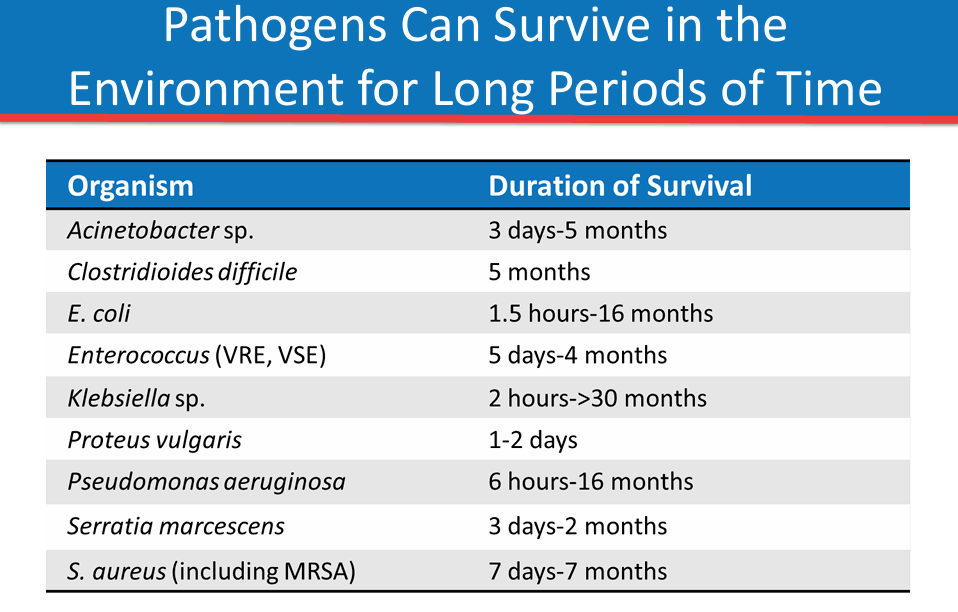 Pathogens Can Survive in the
Environment for Long Periods of Time
Organism Duration of Survival
Acinetobacter sp. 3 days-5 months
Clostridioides difficile 5 months
E. coli 1.5 hours-16 months
Enterococcus (VRE, VSE) 5 days-4 months
Klebsiella sp. 2 hours->30 months
Proteus vulgaris 1-2 days
Pseudomonas aeruginosa 6 hours-16 months
Serratia marcescens 3 days-2 months
S. aureus (including MRSA) 7 days-7 months